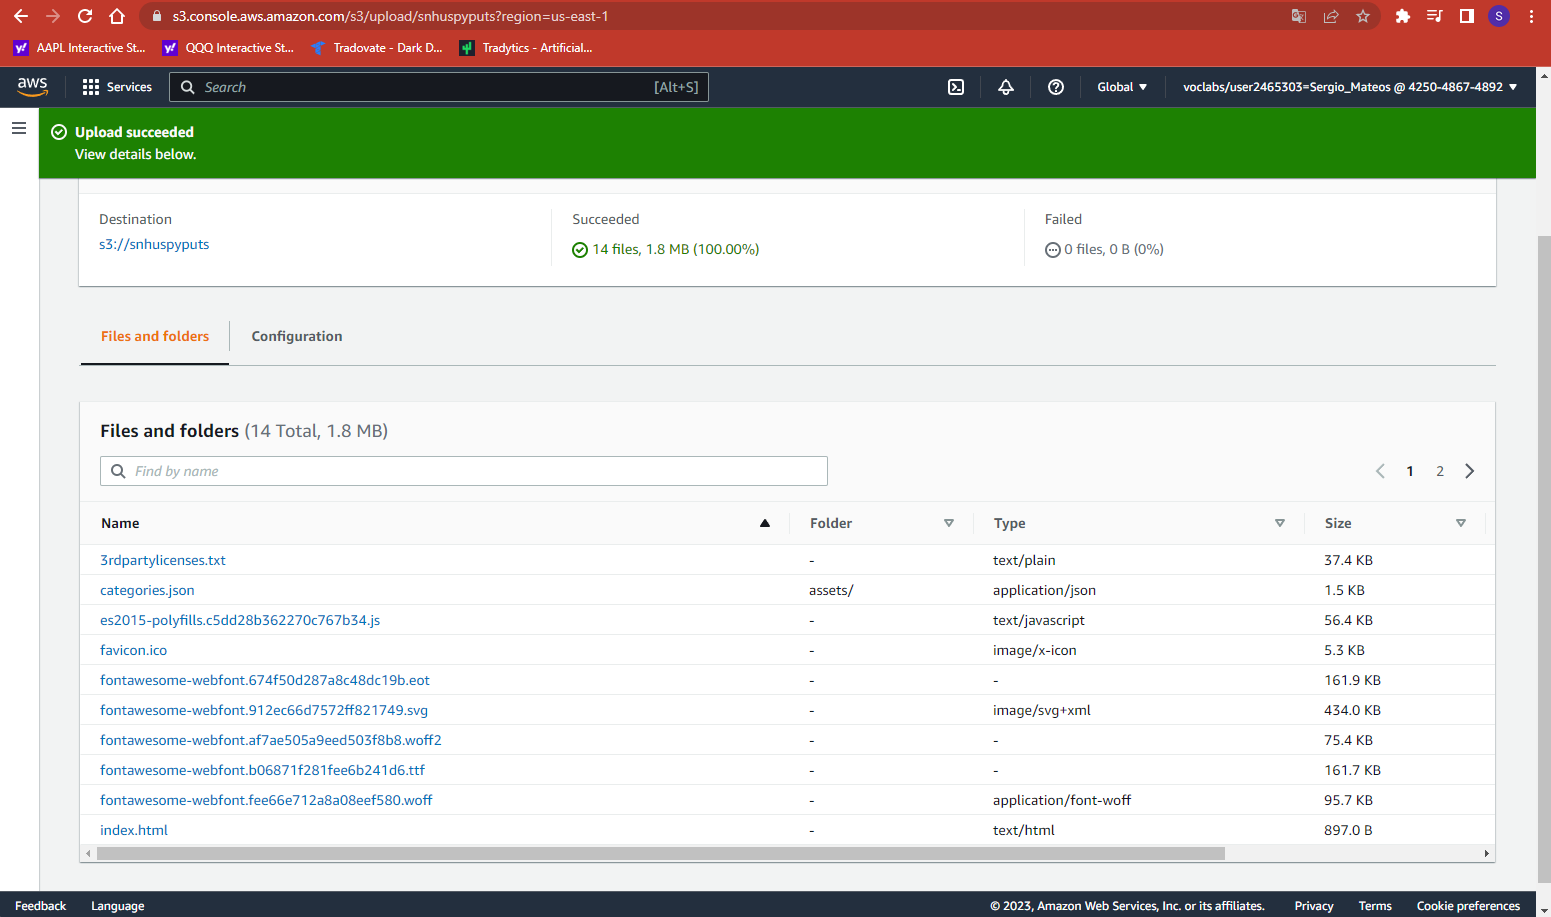 s3.console.aws.amazon.com/s3/upload/snhuspyputs?region=us-east-1
S
AAPL Interactive St... QQQ Interactive St... Tradovate - Dark D... Tradytics - Artificial...
aws Services Search [Alt+S] Global voclabs/user2465303=Sergio_Mateos @ 4250-4867-4892
Upload succeeded
View details below.
Destination Succeeded Failed
s3://snhuspyputs 14 files, 1.8 MB (100.00%) 0 files, 0 B (0%)
Files and folders Configuration
Files and folders (14 Total, 1.8 MB)
Find by name 1 2
Name Folder Type Size
3rdpartylicenses.txt - text/plain 37.4 KB
categories.json assets/ application/json 1.5 KB
es2015-polyfills.c5dd28b362270c767b34.js - text/javascript 56.4 KB
favicon.ico - image/x-icon 5.3 KB
fontawesome-webfont.674f50d287a8c48dc19b.eot - - 161.9 KB
fontawesome-webfont.912ec66d7572ff821749.svg - image/svg+xml 434.0 KB
fontawesome-webfont.af7ae505a9eed503f8b8.woff2 - - 75.4 KB
fontawesome-webfont.b06871f281fee6b241d6.ttf - - 161.7 KB
fontawesome-webfont.fee66e712a8a08eef580.woff - application/font-woff 95.7 KB
index.html - text/html 897.0 B
Feedback Language © 2023, Amazon Web Services, Inc. or its affiliates. Privacy Terms Cookie preferences